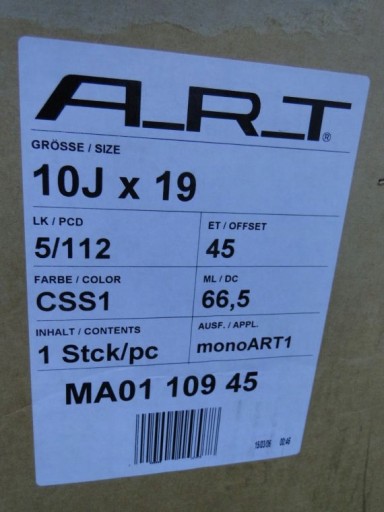 A_R_T®
GRÖSSE / SIZE
10J x 19
LK / PCD
5/112
ET / OFFSET
45
FARBE / COLOR
CSS1
ML / DC
66,5
INHALT / CONTENTS
1 Stck/pc
AUSF. / APPL.
monoART1
MA01 109 45